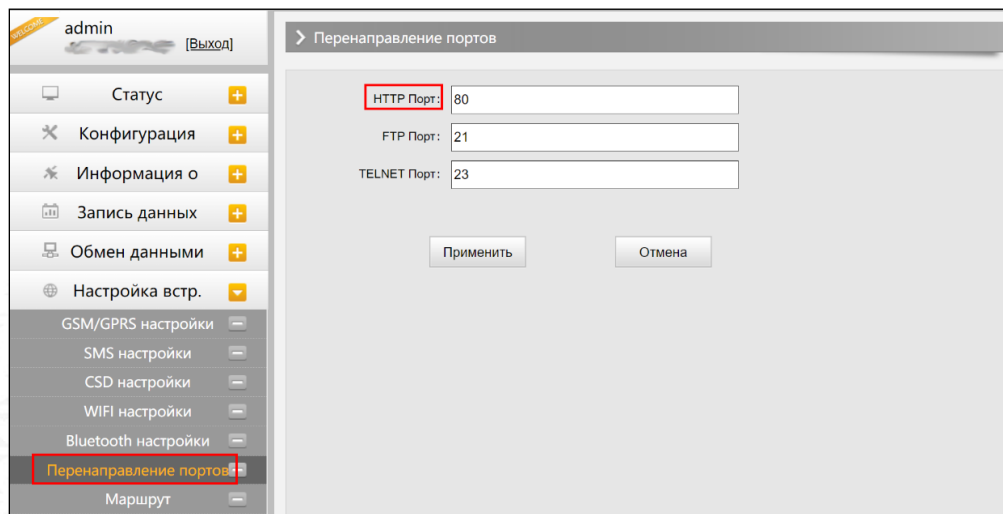 WELCOME
admin
[Выход]
Статус
Конфигурация
Информация о
Запись данных
Обмен данными
Настройка встр.
GSM/GPRS настройки
SMS настройки
CSD настройки
WIFI настройки
Bluetooth настройки
Перенаправление портов
Маршрут
Перенаправление портов
HTTP Порт: 80
FTP Порт: 21
TELNET Порт: 23
Применить Отмена